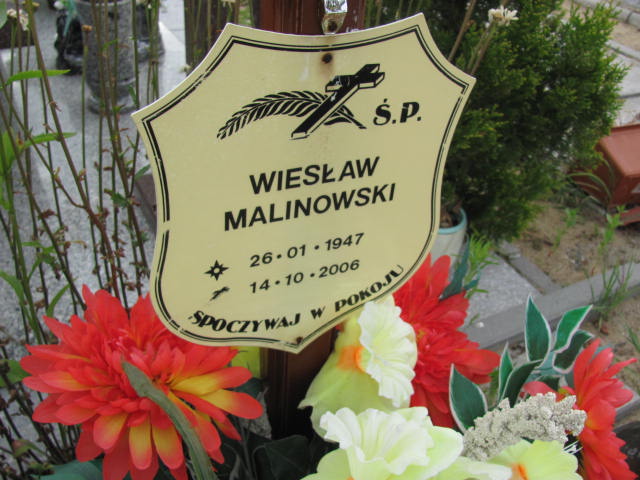 Ś.P.
WIESŁAW
MALINOWSKI
26·01·1947
14·10·2006
SPOCZYWAJ W POKOJU